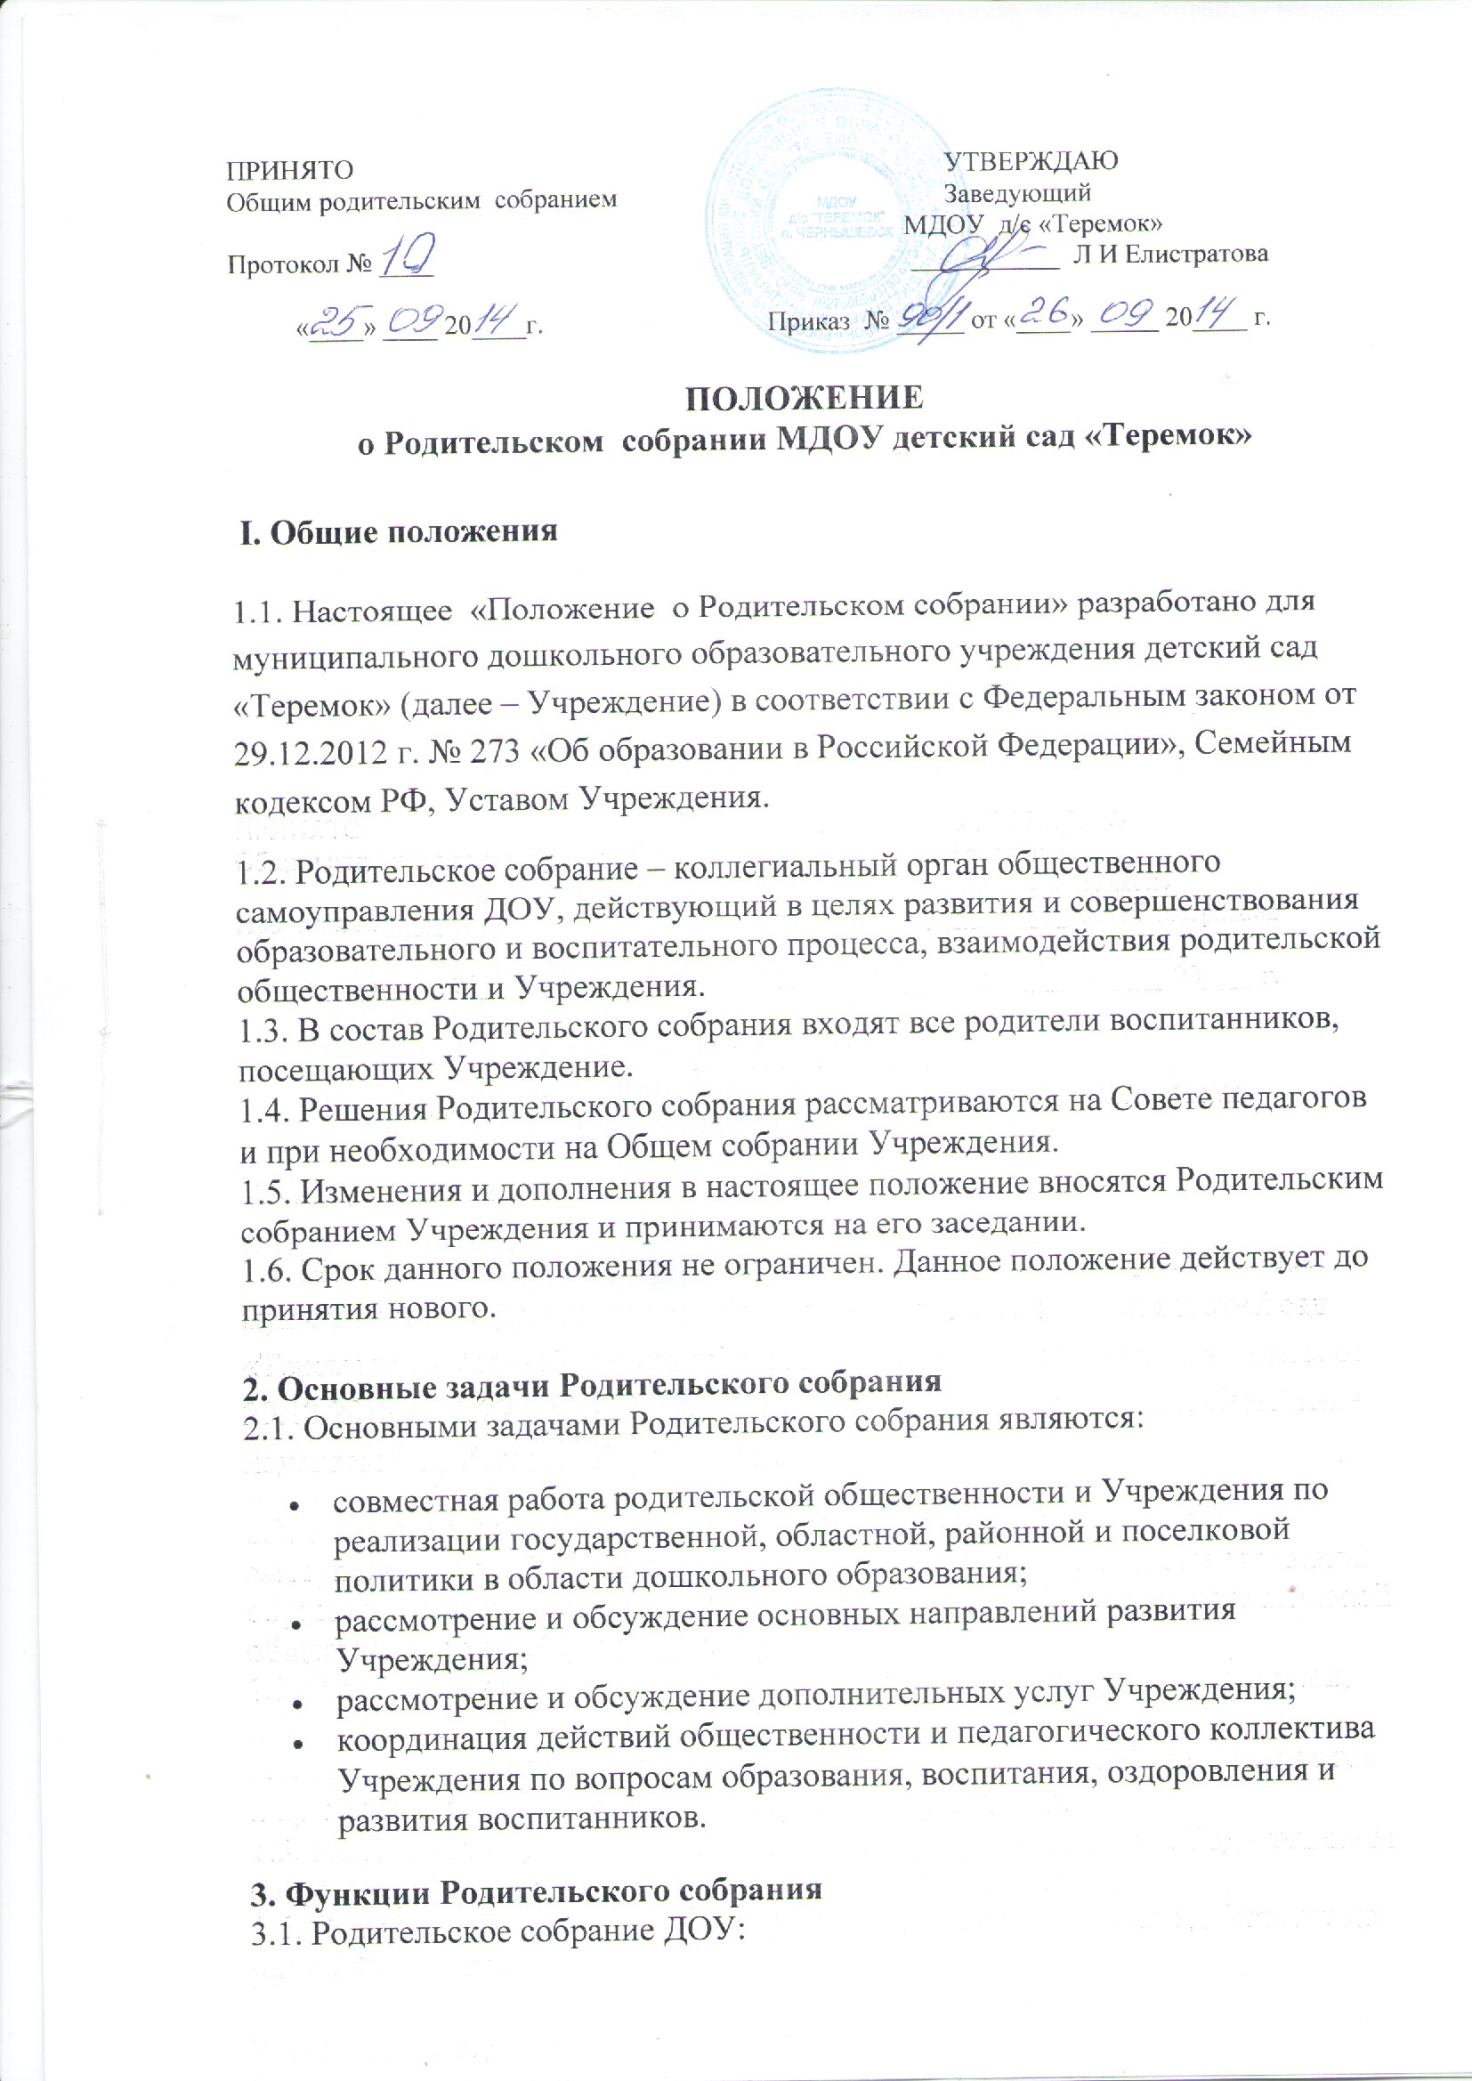 ПРИНЯТО
Общим родительским собранием
Протокол № 10
«25» 09 2014 г.
УТВЕРЖДАЮ
Заведующий
МДОУ д/с «Теремок»
Л И Елистратова
Приказ № 90/1 от «26» 09 2014 г.
МДОУ
д/с "ТЕРЕМОК"
п. ЧЕРНЫШЕВСК
ПОЛОЖЕНИЕ
о Родительском собрании МДОУ детский сад «Теремок»
I. Общие положения
1.1. Настоящее «Положение о Родительском собрании» разработано для
муниципального дошкольного образовательного учреждения детский сад
«Теремок» (далее – Учреждение) в соответствии с Федеральным законом от
29.12.2012 г. № 273 «Об образовании в Российской Федерации», Семейным
кодексом РФ, Уставом Учреждения.
1.2. Родительское собрание – коллегиальный орган общественного
самоуправления ДОУ, действующий в целях развития и совершенствования
образовательного и воспитательного процесса, взаимодействия родительской
общественности и Учреждения.
1.3. В состав Родительского собрания входят все родители воспитанников,
посещающих Учреждение.
1.4. Решения Родительского собрания рассматриваются на Совете педагогов
и при необходимости на Общем собрании Учреждения.
1.5. Изменения и дополнения в настоящее положение вносятся Родительским
собранием Учреждения и принимаются на его заседании.
1.6. Срок данного положения не ограничен. Данное положение действует до
принятия нового.
2. Основные задачи Родительского собрания
2.1. Основными задачами Родительского собрания являются:
• совместная работа родительской общественности и Учреждения по
реализации государственной, областной, районной и поселковой
политики в области дошкольного образования;
• рассмотрение и обсуждение основных направлений развития
Учреждения;
• рассмотрение и обсуждение дополнительных услуг Учреждения;
• координация действий общественности и педагогического коллектива
Учреждения по вопросам образования, воспитания, оздоровления и
развития воспитанников.
3. Функции Родительского собрания
3.1. Родительское собрание ДОУ: